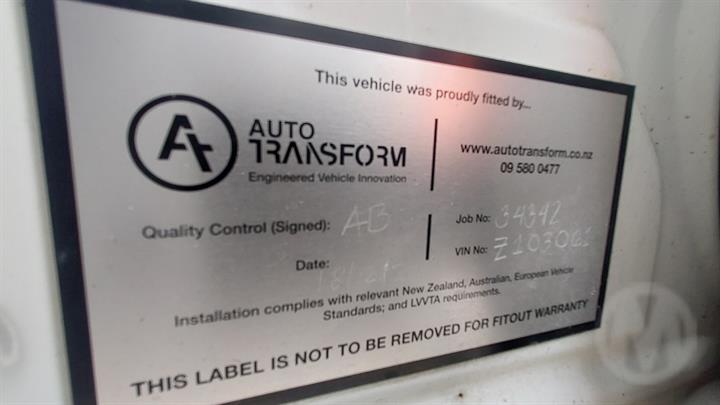 This vehicle was proudly fitted by...
AUTO
TRANSFORM
Engineered Vehicle Innovation
www.autotransform.co.nz
09 580 0477
Quality Control (Signed): AB
Job No: 34342
VIN No: Z103061
Date:
Installation complies with relevant New Zealand, Australian, European Vehicle
Standards; and LVVTA requirements.
THIS LABEL IS NOT TO BE REMOVED FOR FITOUT WARRANTY